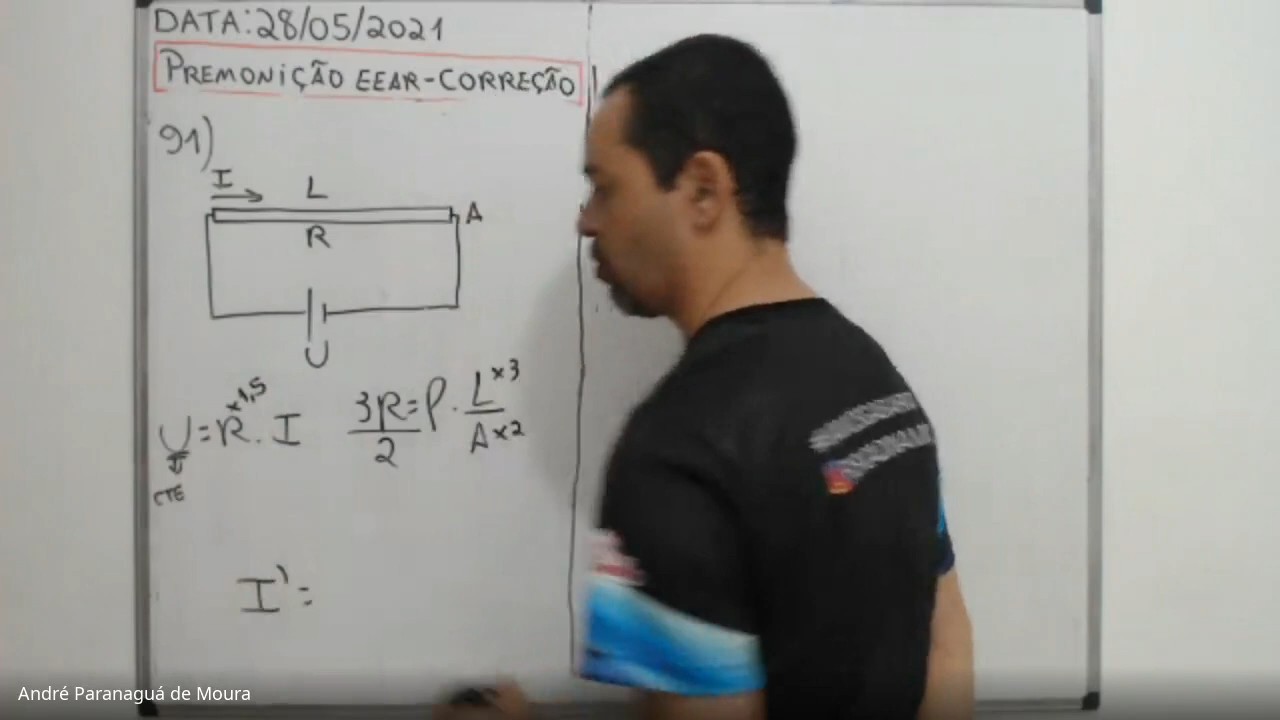 DATA:28/05/2021
PREMONIÇÃO EEAR-CORREÇÃO
91)
I
L
A
R
U
U=R^x1,5 . I
3R/2=ρ. L^x3/A^x2
CTE
I'=
André Paranaguá de Moura